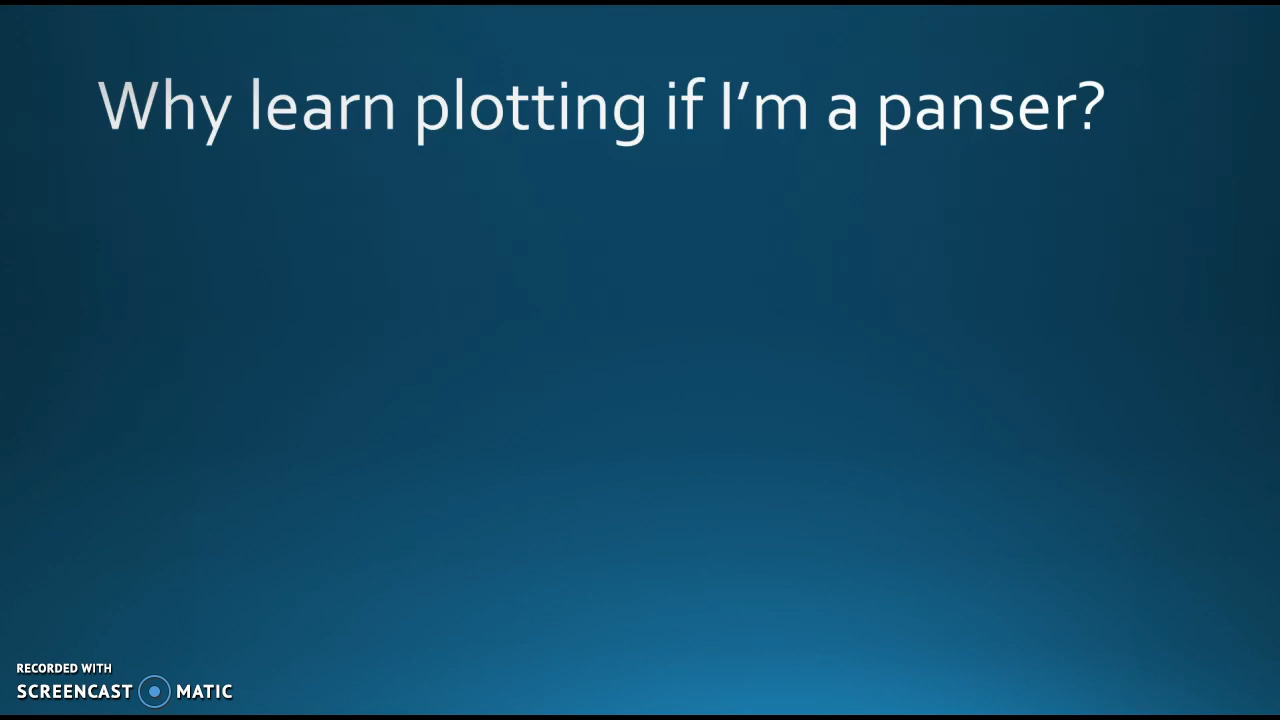 Why learn plotting if I'm a panser?
RECORDED WITH
SCREENCAST MATIC